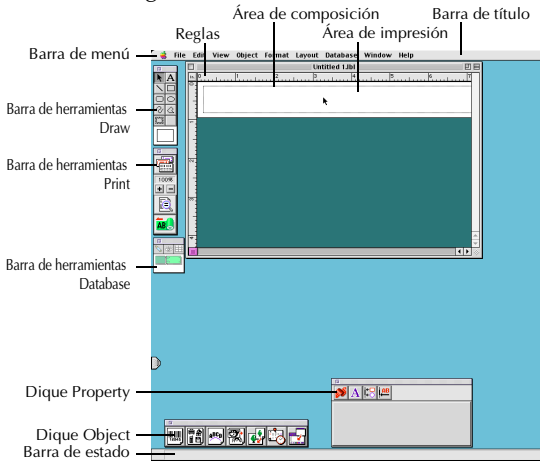 Área de composición
Barra de título
Reglas
Área de impresión
Barra de menú
File Edit View Object Format Layout Database Window Help
Untitled 1.lbl
Barra de herramientas
Draw
Barra de herramientas
Print
100%
Barra de herramientas
Database
Dique Property
Dique Object
Barra de estado